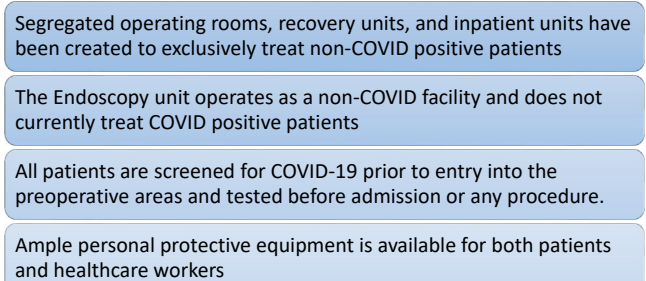 Segregated operating rooms, recovery units, and inpatient units have
been created to exclusively treat non-COVID positive patients
The Endoscopy unit operates as a non-COVID facility and does not
currently treat COVID positive patients
All patients are screened for COVID-19 prior to entry into the
preoperative areas and tested before admission or any procedure.
Ample personal protective equipment is available for both patients
and healthcare workers